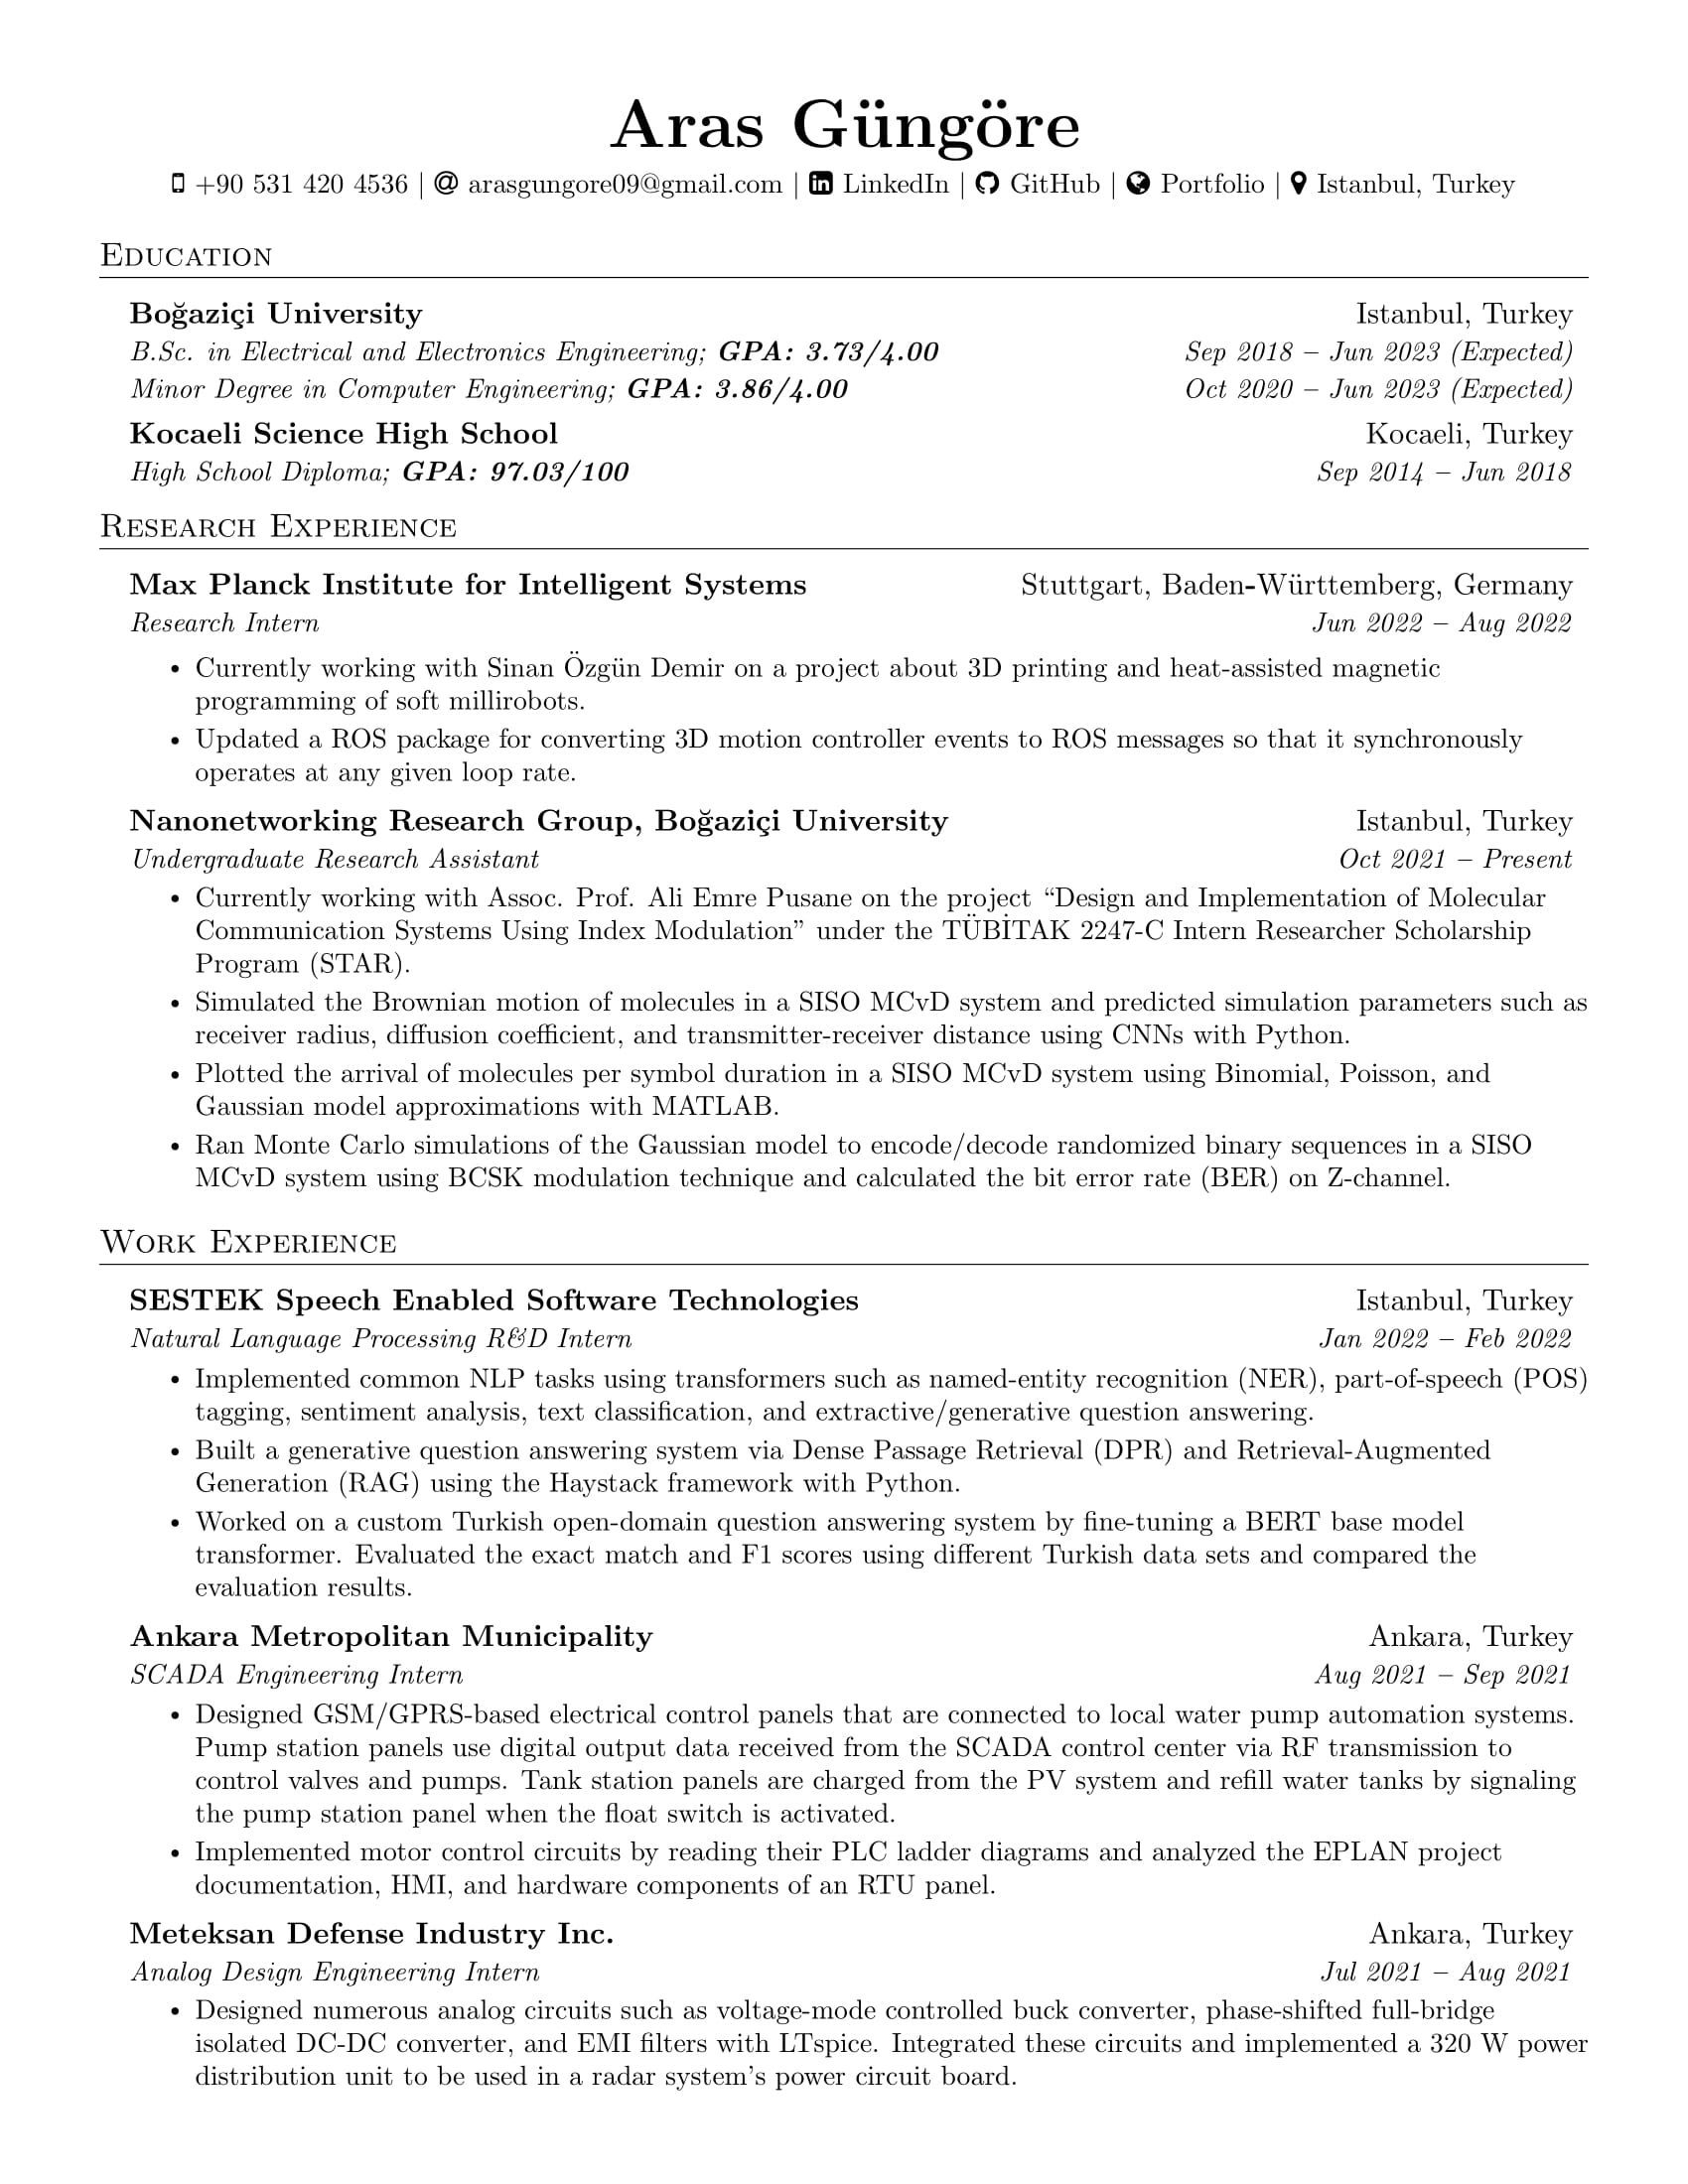 Aras Güngöre
+90 531 420 4536 | arasgungore09@gmail.com | LinkedIn | GitHub | Portfolio | Istanbul, Turkey
Education
Boğaziçi University Istanbul, Turkey
B.Sc. in Electrical and Electronics Engineering; GPA: 3.73/4.00 Sep 2018 – Jun 2023 (Expected)
Minor Degree in Computer Engineering; GPA: 3.86/4.00 Oct 2020 – Jun 2023 (Expected)
Kocaeli Science High School Kocaeli, Turkey
High School Diploma; GPA: 97.03/100 Sep 2014 – Jun 2018
Research Experience
Max Planck Institute for Intelligent Systems Stuttgart, Baden-Württemberg, Germany
Research Intern Jun 2022 – Aug 2022
• Currently working with Sinan Özgün Demir on a project about 3D printing and heat-assisted magnetic
programming of soft millirobots.
• Updated a ROS package for converting 3D motion controller events to ROS messages so that it synchronously
operates at any given loop rate.
Nanonetworking Research Group, Boğaziçi University Istanbul, Turkey
Undergraduate Research Assistant Oct 2021 – Present
• Currently working with Assoc. Prof. Ali Emre Pusane on the project “Design and Implementation of Molecular
Communication Systems Using Index Modulation” under the TÜBİTAK 2247-C Intern Researcher Scholarship
Program (STAR).
• Simulated the Brownian motion of molecules in a SISO MCvD system and predicted simulation parameters such as
receiver radius, diffusion coefficient, and transmitter-receiver distance using CNNs with Python.
• Plotted the arrival of molecules per symbol duration in a SISO MCvD system using Binomial, Poisson, and
Gaussian model approximations with MATLAB.
• Ran Monte Carlo simulations of the Gaussian model to encode/decode randomized binary sequences in a SISO
MCvD system using BCSK modulation technique and calculated the bit error rate (BER) on Z-channel.
Work Experience
SESTEK Speech Enabled Software Technologies Istanbul, Turkey
Natural Language Processing R&D Intern Jan 2022 – Feb 2022
• Implemented common NLP tasks using transformers such as named-entity recognition (NER), part-of-speech (POS)
tagging, sentiment analysis, text classification, and extractive/generative question answering.
• Built a generative question answering system via Dense Passage Retrieval (DPR) and Retrieval-Augmented
Generation (RAG) using the Haystack framework with Python.
• Worked on a custom Turkish open-domain question answering system by fine-tuning a BERT base model
transformer. Evaluated the exact match and F1 scores using different Turkish data sets and compared the
evaluation results.
Ankara Metropolitan Municipality Ankara, Turkey
SCADA Engineering Intern Aug 2021 – Sep 2021
• Designed GSM/GPRS-based electrical control panels that are connected to local water pump automation systems.
Pump station panels use digital output data received from the SCADA control center via RF transmission to
control valves and pumps. Tank station panels are charged from the PV system and refill water tanks by signaling
the pump station panel when the float switch is activated.
• Implemented motor control circuits by reading their PLC ladder diagrams and analyzed the EPLAN project
documentation, HMI, and hardware components of an RTU panel.
Meteksan Defense Industry Inc. Ankara, Turkey
Analog Design Engineering Intern Jul 2021 – Aug 2021
• Designed numerous analog circuits such as voltage-mode controlled buck converter, phase-shifted full-bridge
isolated DC-DC converter, and EMI filters with LTspice. Integrated these circuits and implemented a 320 W power
distribution unit to be used in a radar system’s power circuit board.